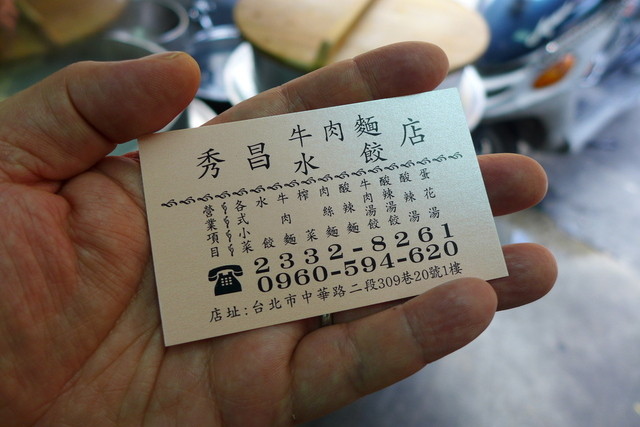 秀昌牛肉麵店
水餃
營業項目
各式小菜
水餃
牛肉麵
榨菜
肉絲麵
酸辣麵
牛肉湯餃
酸辣湯餃
酸辣湯
蛋花湯
2332-8261
0960-594-620
店址:台北市中華路二段309巷20號1樓